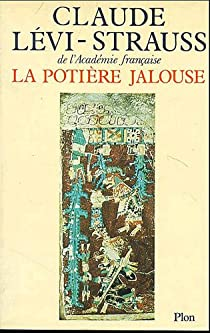 CLAUDE
LÉVI-STRAUSS
de l'Académie française
LA POTIÈRE JALOUSE
Plon